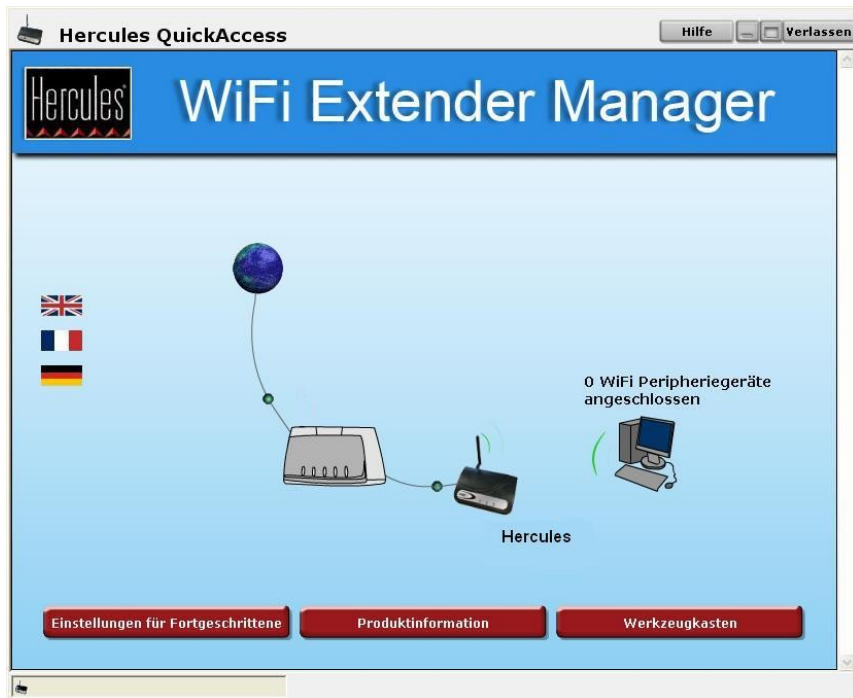 Hercules QuickAccess
Hilfe
Verlassen
Hercules®
WiFi Extender Manager
0 WiFi Peripheriegeräte
angeschlossen
Hercules
Einstellungen für Fortgeschrittene
Produktinformation
Werkzeugkasten